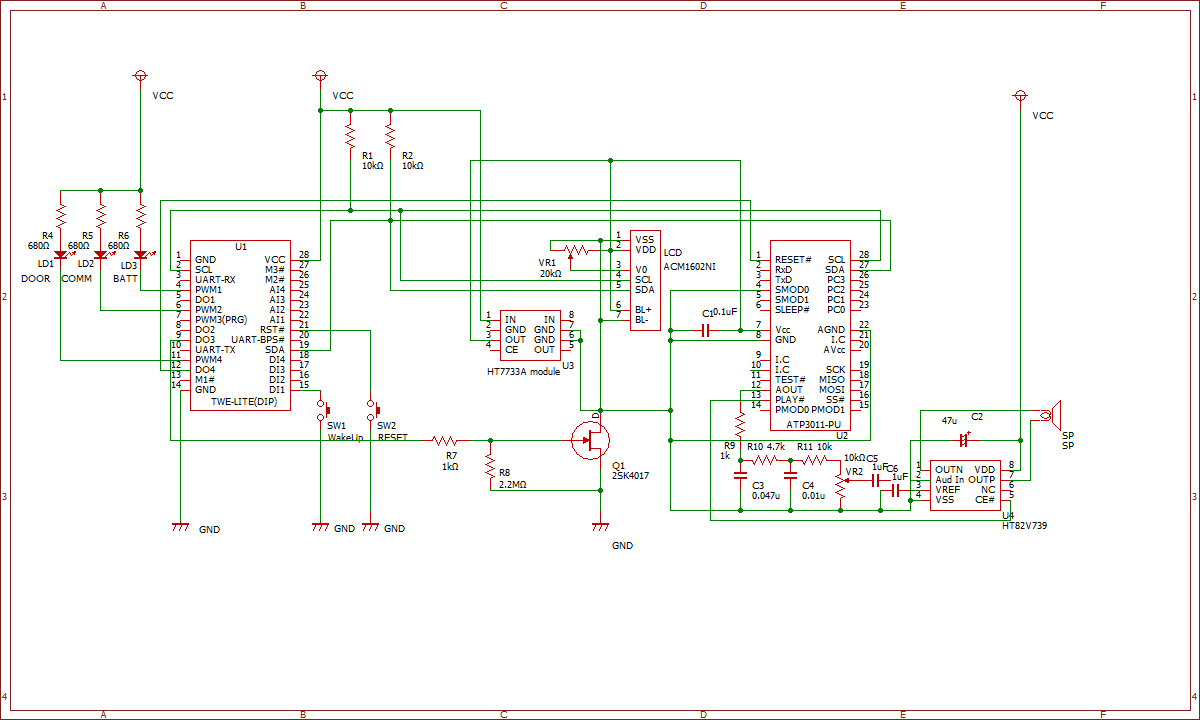 A B C D E F
1 1
2 2
3 3
4 4
VCC
VCC
VCC
R1
10kΩ
R2
10kΩ
R4
680Ω
R5
680Ω
R6
680Ω
LD1
LD2
LD3
DOOR
COMM
BATT
U1
1 GND VCC 28
2 SCL M3# 27
3 UART-RX M2# 26
4 PWM1 AI4 25
5 DO1 AI3 24
6 PWM2 AI2 23
7 PWM3(PRG) AI1 22
8 DO2 RST# 21
9 DO3 UART-BPS# 20
10 UART-TX SDA 19
11 PWM4 DI4 18
12 DO4 DI3 17
13 M1# DI2 16
14 GND DI1 15
TWE-LITE(DIP)
SW1
WakeUp
SW2
RESET
GND
GND
GND
R7
1kΩ
R8
2.2MΩ
1 IN IN 8
2 GND GND 7
3 OUT GND 6
4 CE OUT 5
HT7733A module
U3
VR1
20kΩ
1 VSS
2 VDD
3 V0
4 SCL
5 SDA
6 BL+
7 BL-
LCD
ACM1602NI
D
Q1
2SK4017
GND
C1
0.1uF
1 RESET# SCL 28
2 RxD SDA 27
3 TxD PC3 26
4 SMOD0 PC2 25
5 SMOD1 PC1 24
6 SLEEP# PC0 23
7 Vcc AGND 22
8 GND I.C 21
AVcc 20
9 I.C
10 I.C SCK 19
11 TEST# MISO 18
12 AOUT MOSI 17
13 PLAY# SS# 16
14 PMOD0 PMOD1 15
ATP3011-PU
U2
R9
1k
R10 4.7k
R11 10k
C3
0.047u
C4
0.01u
10kΩ
VR2
C5
1uF
C6
1uF
47u
C2
1 OUTN VDD 8
2 Aud In OUTP 7
3 VREF NC 6
4 VSS CE# 5
U4
HT82V739
SP
SP
A B C D E F